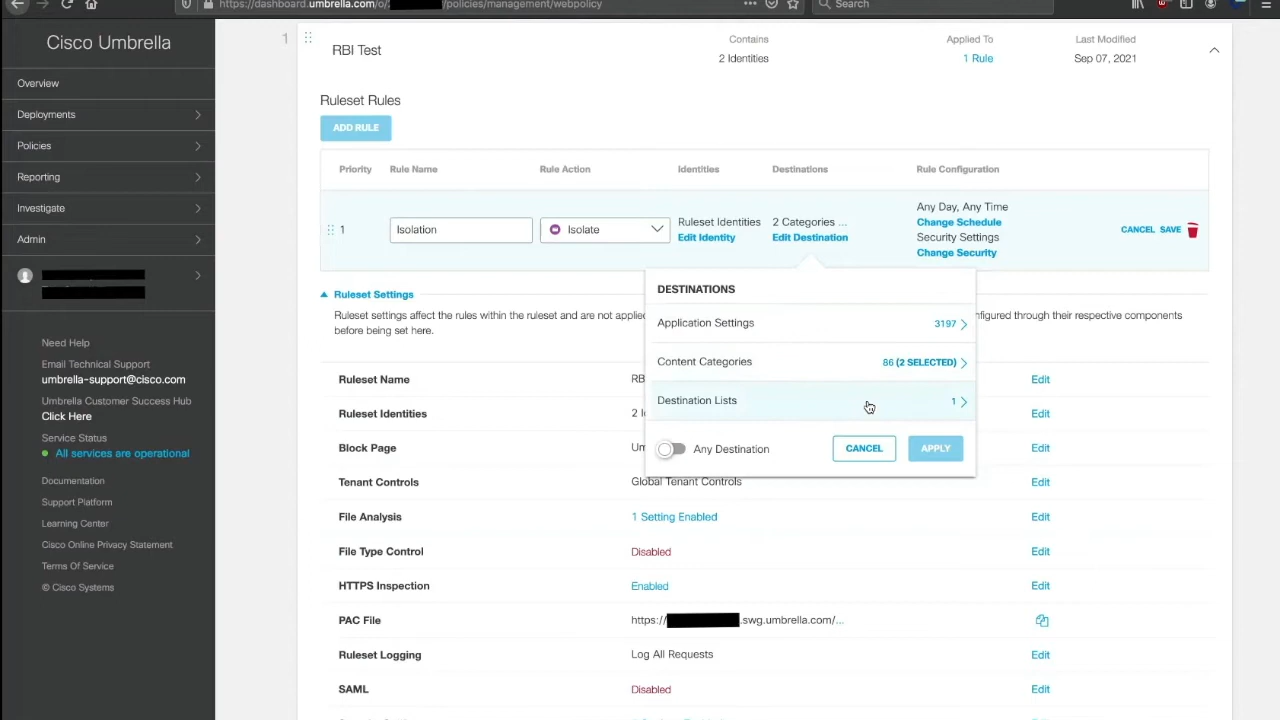 https://dashboard.umbrella.com/o/ /policies/management/webpolicy
Search
Cisco Umbrella
Overview
Deployments
Policies
Reporting
Investigate
Admin
Need Help
Email Technical Support
umbrella-support@cisco.com
Umbrella Customer Success Hub
Click Here
Service Status
All services are operational
Documentation
Support Platform
Learning Center
Cisco Online Privacy Statement
Terms Of Service
© Cisco Systems
1
RBI Test
Contains
2 Identities
Applied To
1 Rule
Last Modified
Sep 07, 2021
Ruleset Rules
ADD RULE
Priority Rule Name Rule Action Identities Destinations Rule Configuration
1 Isolation Isolate
Ruleset Identities
Edit Identity
2 Categories ...
Edit Destination
Any Day, Any Time
Change Schedule
Security Settings
Change Security
CANCEL SAVE
DESTINATIONS
Application Settings 3197
Content Categories 86 (2 SELECTED)
Destination Lists 1
Any Destination CANCEL APPLY
Ruleset Settings
Ruleset settings affect the rules within the ruleset and are not applied figured through their respective components
before being set here.
Ruleset Name RB Edit
Ruleset Identities 2 Edit
Block Page Um Edit
Tenant Controls Global Tenant Controls Edit
File Analysis 1 Setting Enabled Edit
File Type Control Disabled Edit
HTTPS Inspection Enabled Edit
PAC File https:// .swg.umbrella.com/...
Ruleset Logging Log All Requests Edit
SAML Disabled Edit